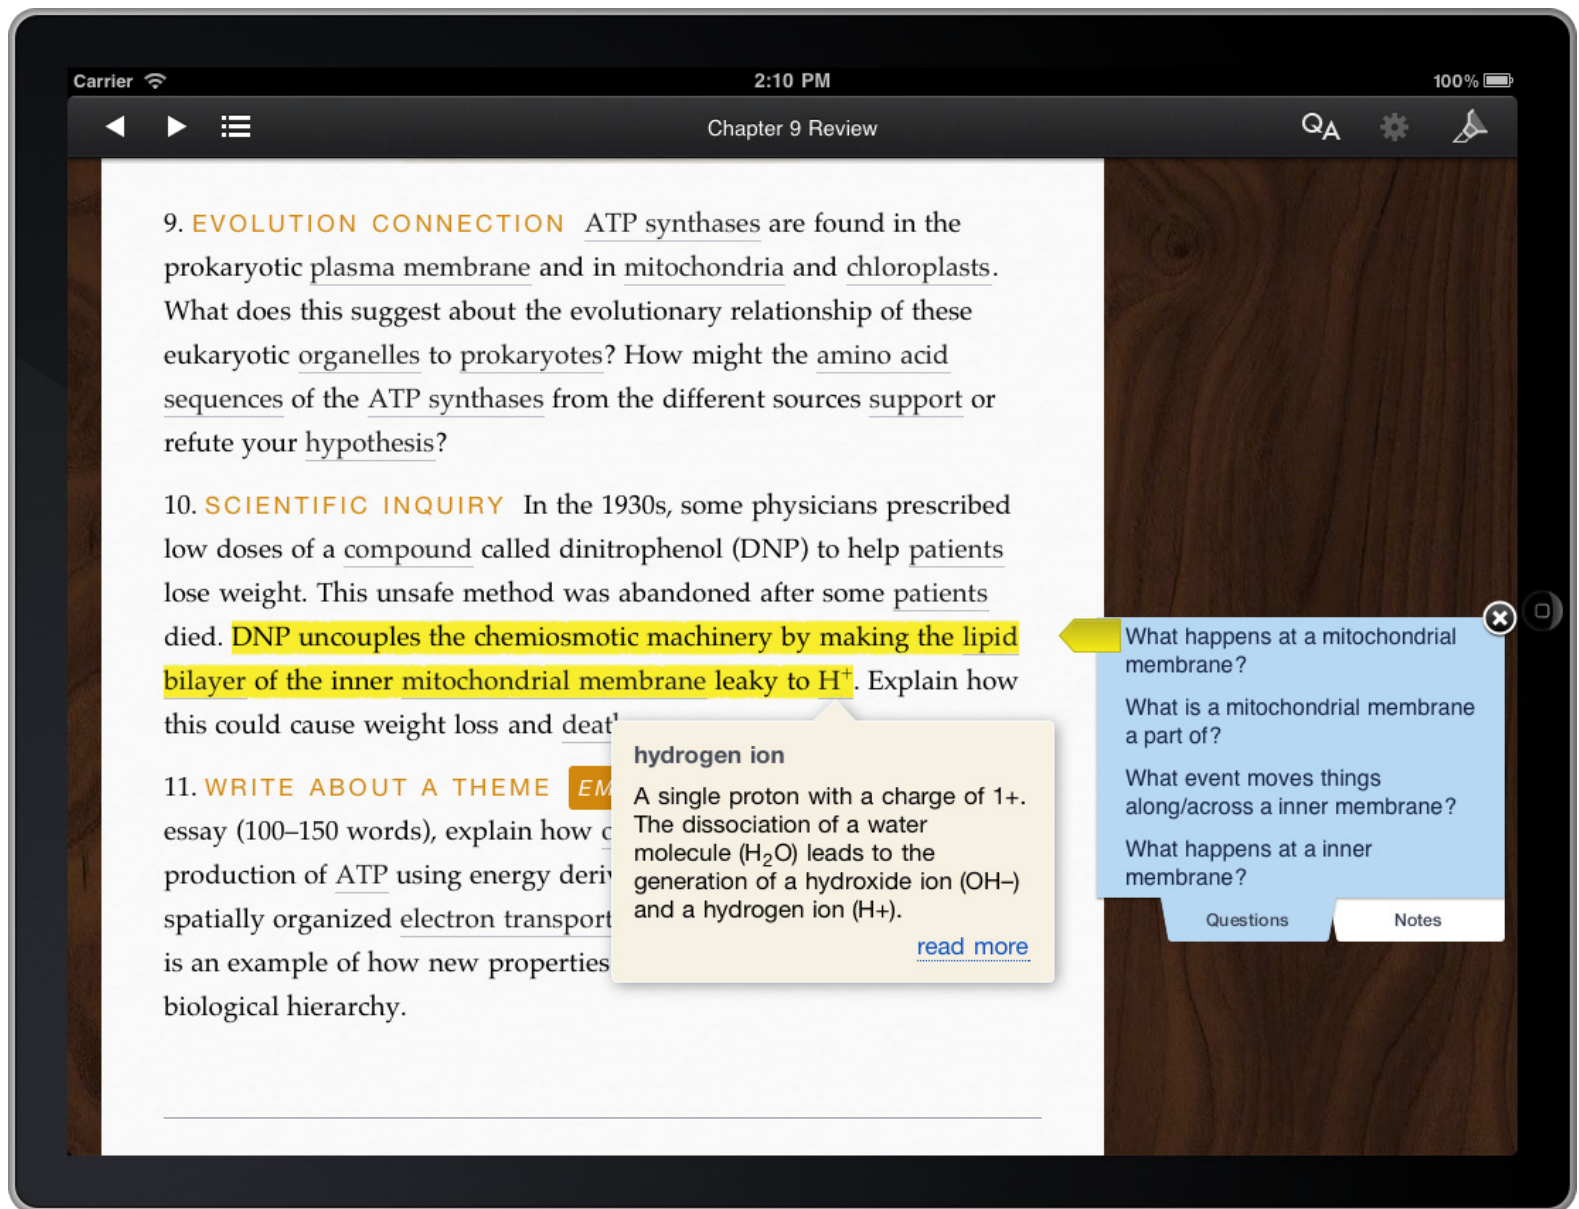 Carrier
2:10 PM
100%
Chapter 9 Review
QA
9. EVOLUTION CONNECTION ATP synthases are found in the
prokaryotic plasma membrane and in mitochondria and chloroplasts.
What does this suggest about the evolutionary relationship of these
eukaryotic organelles to prokaryotes? How might the amino acid
sequences of the ATP synthases from the different sources support or
refute your hypothesis?
10. SCIENTIFIC INQUIRY In the 1930s, some physicians prescribed
low doses of a compound called dinitrophenol (DNP) to help patients
lose weight. This unsafe method was abandoned after some patients
died. DNP uncouples the chemiosmotic machinery by making the lipid
bilayer of the inner mitochondrial membrane leaky to H⁺. Explain how
this could cause weight loss and
11. WRITE ABOUT A THEME EM
essay (100–150 words), explain how
production of ATP using energy
spatially organized electron transport
is an example of how new properties
biological hierarchy.
hydrogen ion
A single proton with a charge of 1+.
The dissociation of a water
molecule (H₂O) leads to the
generation of a hydroxide ion (OH–)
and a hydrogen ion (H+).
read more
What happens at a mitochondrial
membrane?
What is a mitochondrial membrane
a part of?
What event moves things
along/across a inner membrane?
What happens at a inner
membrane?
Questions
Notes